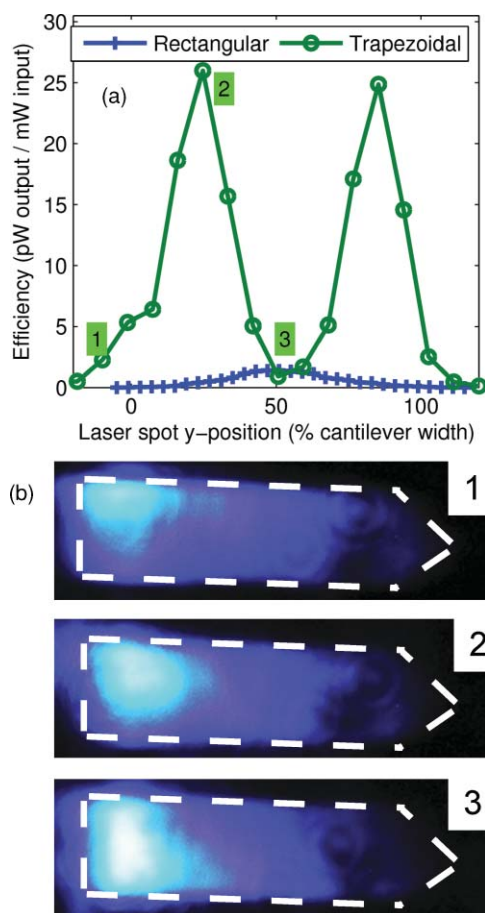 Rectangular
Trapezoidal
(a)
30
25
20
15
10
5
0
Efficiency (pW output / mW input)
1
2
3
0
50
100
Laser spot y-position (% cantilever width)
(b)
1
2
3